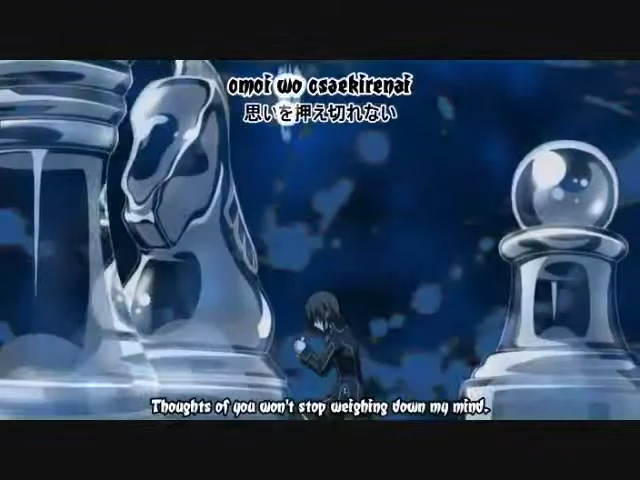 omoi wo osaekirenai
思いを押え切れない
Thoughts of you won't stop weighing down my mind.